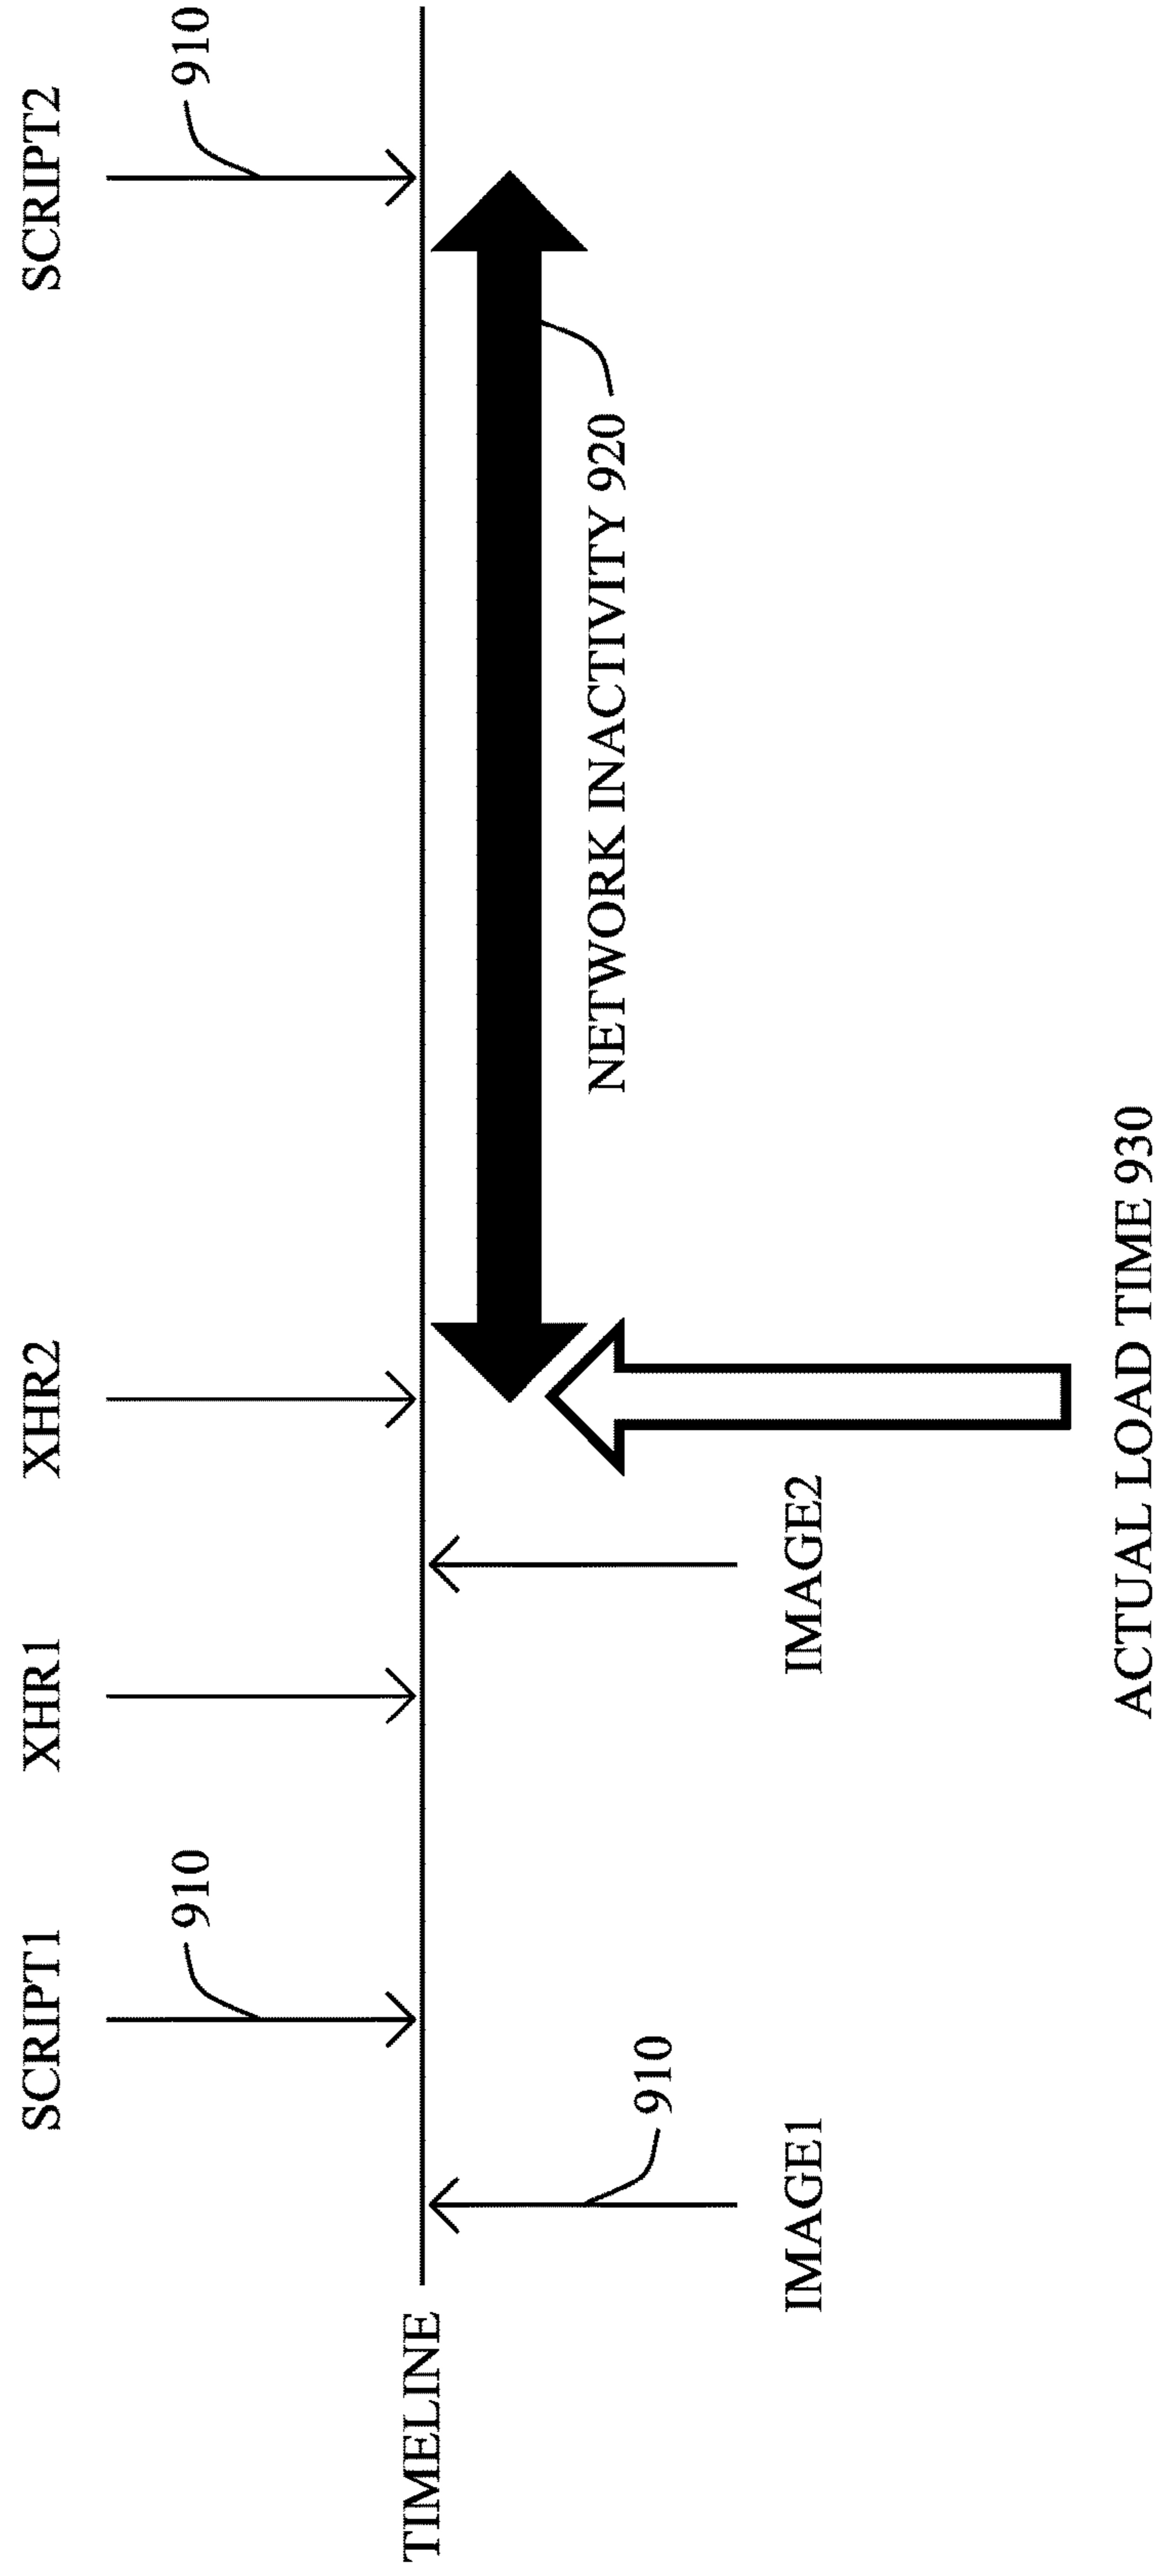 SCRIPT1
XHR1
XHR2
SCRIPT2
910
910
TIMELINE
NETWORK INACTIVITY 920
910
IMAGE1
IMAGE2
ACTUAL LOAD TIME 930